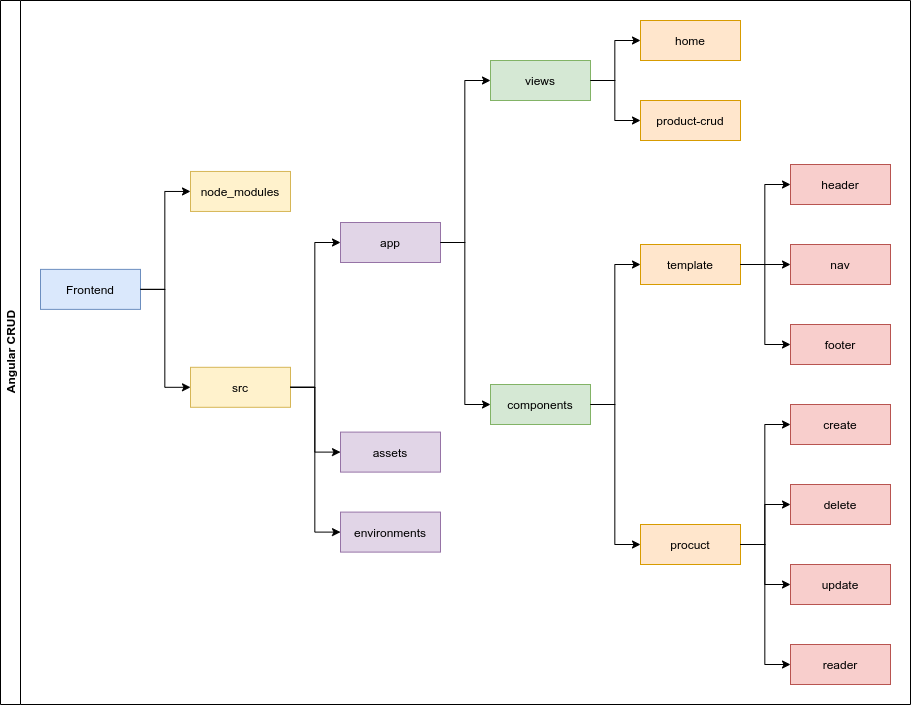 Angular CRUD
Frontend
node_modules
src
app
assets
environments
views
components
home
product-crud
template
procuct
header
nav
footer
create
delete
update
reader